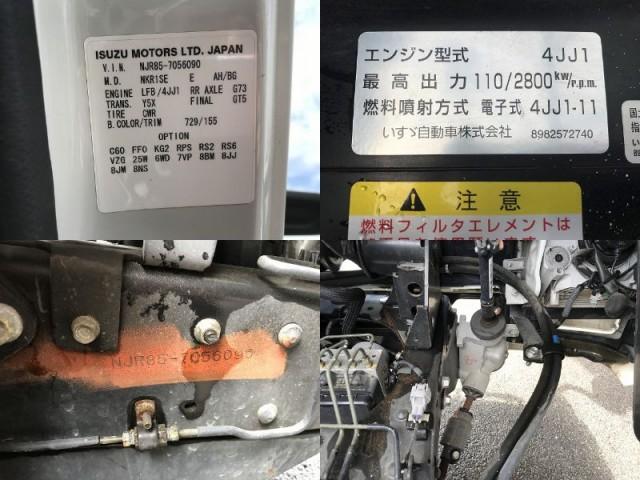 ISUZU MOTORS LTD. JAPAN
V.I.N. NJR85-7056090
M.D. NKR1SE E AH/BG
ENGINE LFB/4JJ1 RR AXLE G73
TRANS. Y5X FINAL GT5
TIRE CWR
B.COLOR/TRIM 729/155
OPTION
C60 FF0 KG2 RPS RS2 RS6
VZG 25W 6WD 7VP 8BM 8JJ
8JM 8NS
エンジン型式 4JJ1
最高出力 110/2800 kW/r.p.m.
燃料噴射方式 電子式 4JJ1-11
いすゞ自動車株式会社 8982572740
注意
燃料フィルタエレメントは
NJR85-7056090